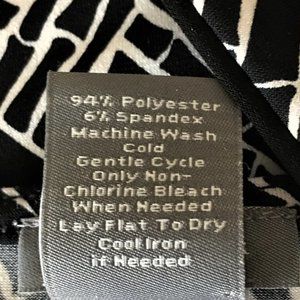 94% Polyester
6% Spandex
Machine Wash
Cold
Gentle Cycle
Only Non-
Chlorine Bleach
When Needed
Lay Flat To Dry
Cool Iron
if Needed